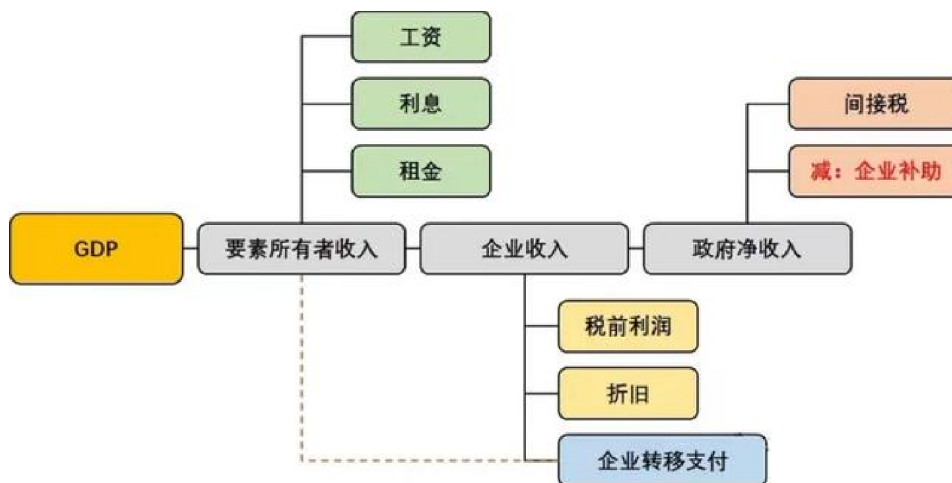 工资
利息
间接税
租金
减：企业补助
GDP
要素所有者收入
企业收入
政府净收入
税前利润
折旧
企业转移支付